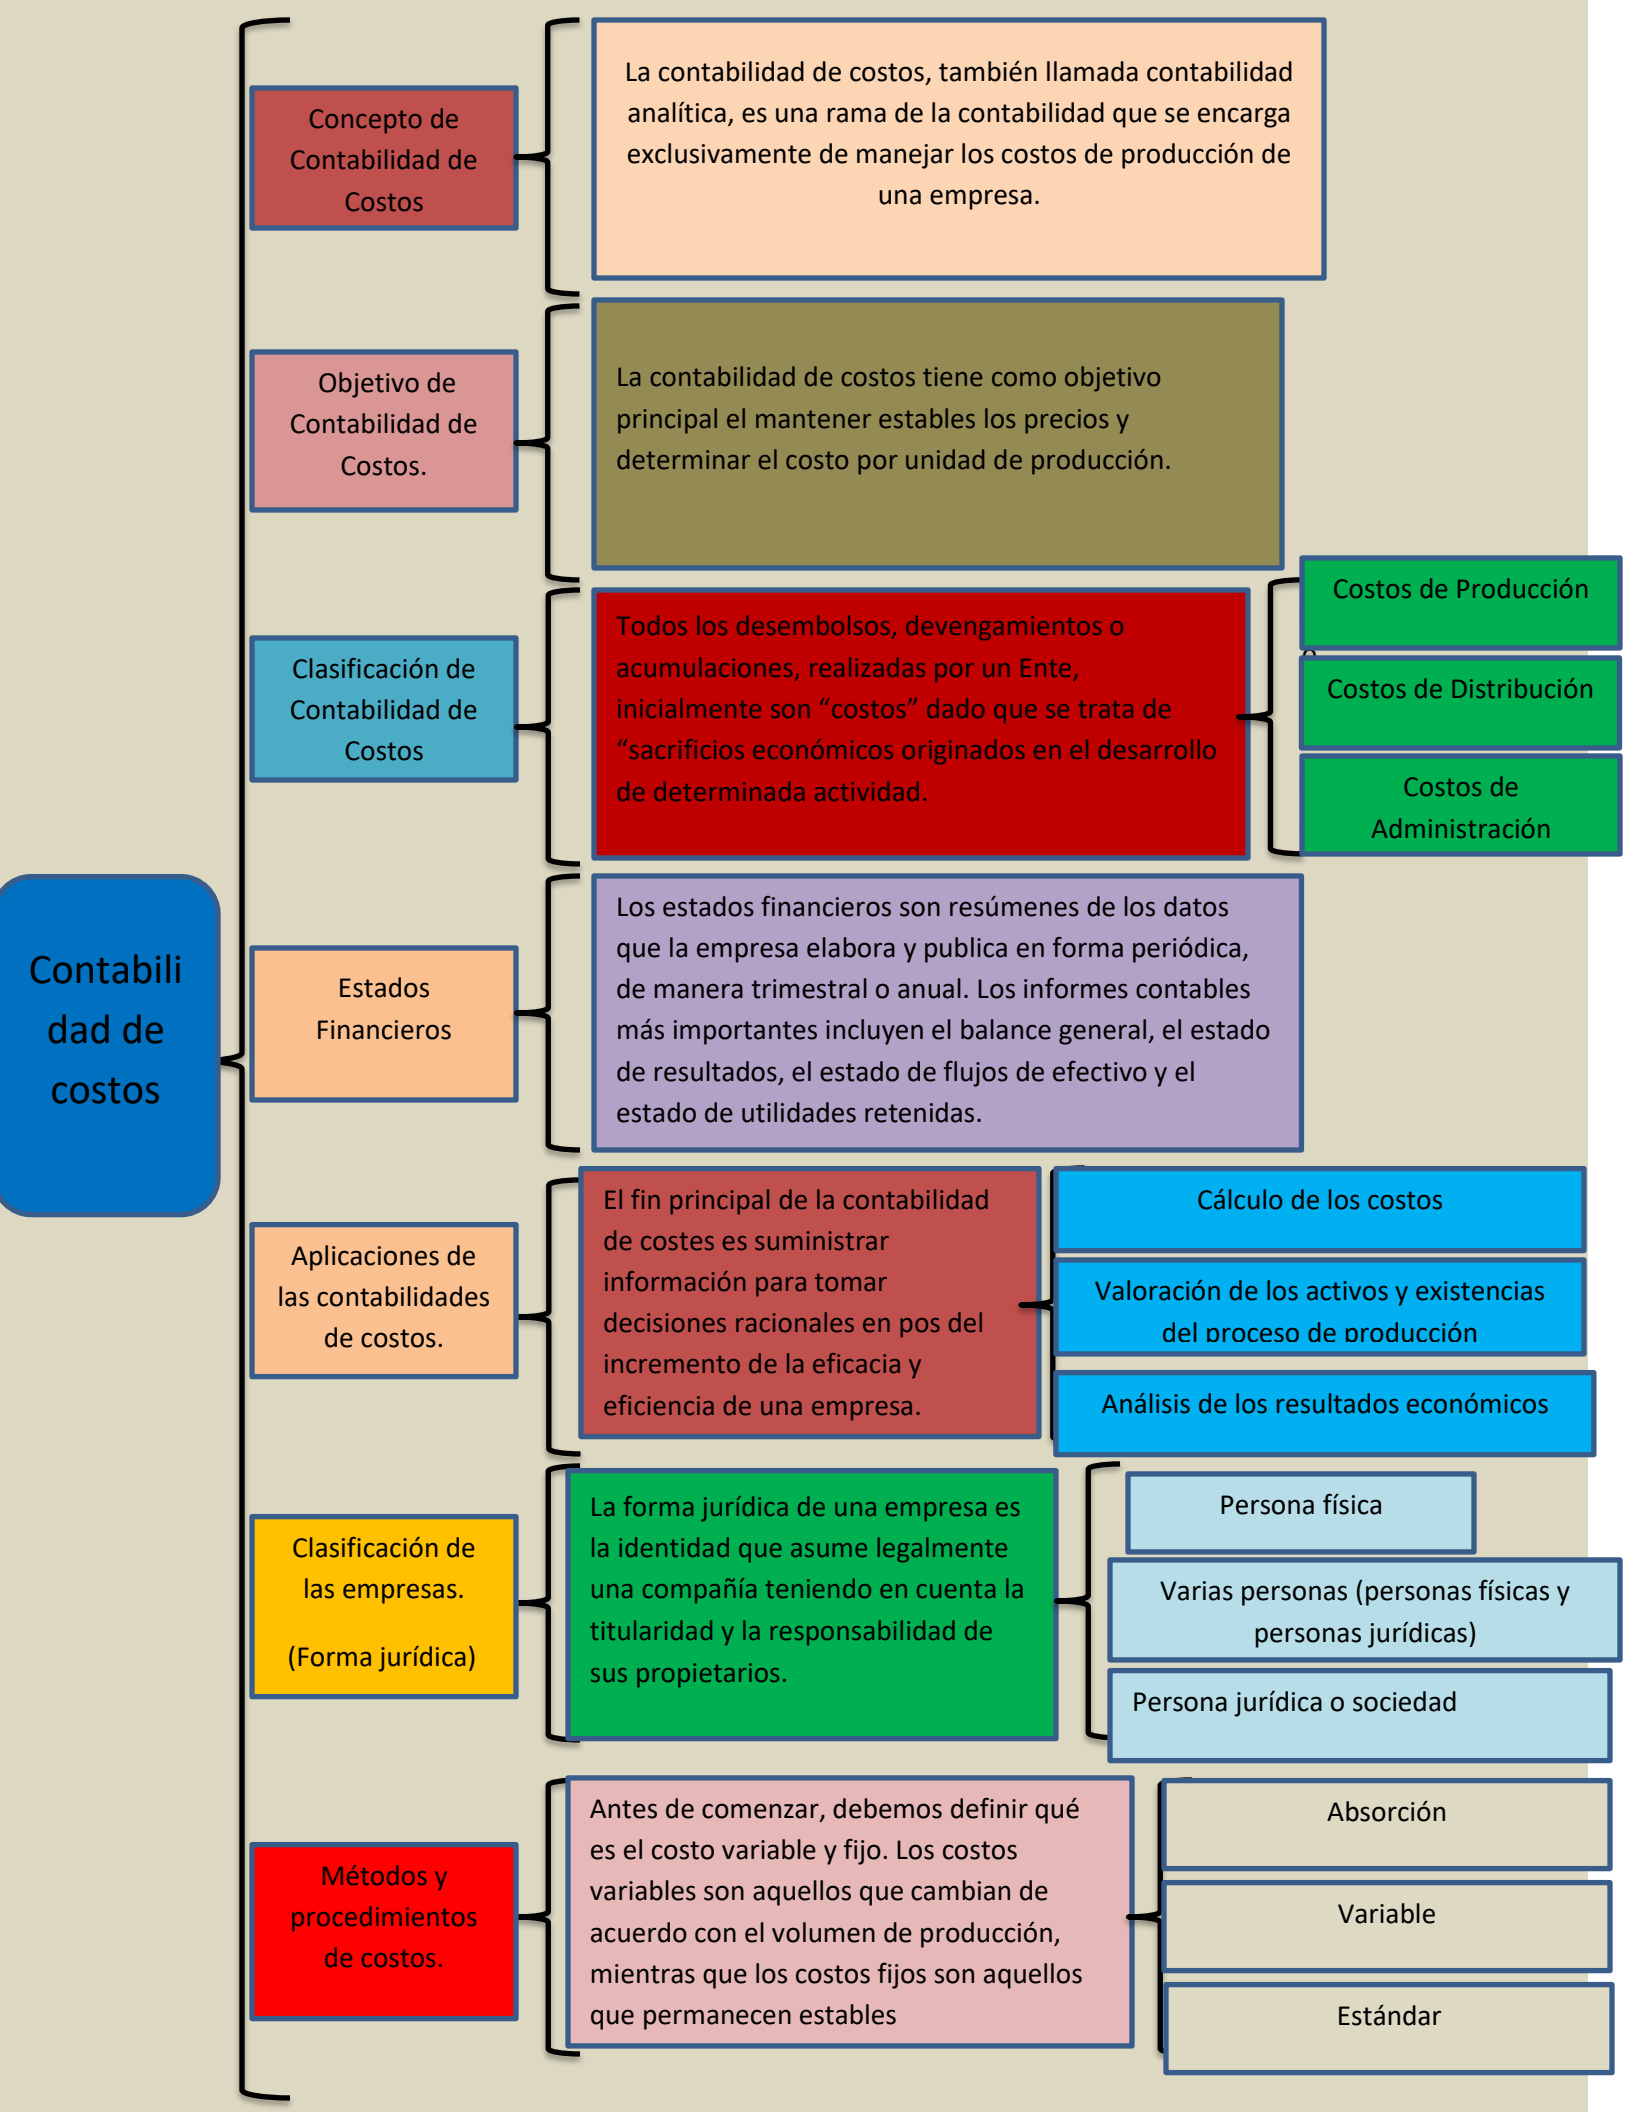 Contabili
dad de
costos
Concepto de
Contabilidad de
Costos
La contabilidad de costos, también llamada contabilidad
analítica, es una rama de la contabilidad que se encarga
exclusivamente de manejar los costos de producción de
una empresa.
Objetivo de
Contabilidad de
Costos.
La contabilidad de costos tiene como objetivo
principal el mantener estables los precios y
determinar el costo por unidad de producción.
Clasificación de
Contabilidad de
Costos
Todos los desembolsos, devengamientos o
acumulaciones, realizadas por un Ente,
inicialmente son “costos” dado que se trata de
“sacrificios económicos originados en el desarrollo
de determinada actividad.
Costos de Producción
Costos de Distribución
Costos de
Administración
Estados
Financieros
Los estados financieros son resúmenes de los datos
que la empresa elabora y publica en forma periódica,
de manera trimestral o anual. Los informes contables
más importantes incluyen el balance general, el estado
de resultados, el estado de flujos de efectivo y el
estado de utilidades retenidas.
Aplicaciones de
las contabilidades
de costos.
El fin principal de la contabilidad
de costes es suministrar
información para tomar
decisiones racionales en pos del
incremento de la eficacia y
eficiencia de una empresa.
Cálculo de los costos
Valoración de los activos y existencias
del proceso de producción
Análisis de los resultados económicos
Clasificación de
las empresas.
(Forma jurídica)
La forma jurídica de una empresa es
la identidad que asume legalmente
una compañía teniendo en cuenta la
titularidad y la responsabilidad de
sus propietarios.
Persona física
Varias personas (personas físicas y
personas jurídicas)
Persona jurídica o sociedad
Métodos y
procedimientos
de costos.
Antes de comenzar, debemos definir qué
es el costo variable y fijo. Los costos
variables son aquellos que cambian de
acuerdo con el volumen de producción,
mientras que los costos fijos son aquellos
que permanecen estables
Absorción
Variable
Estándar